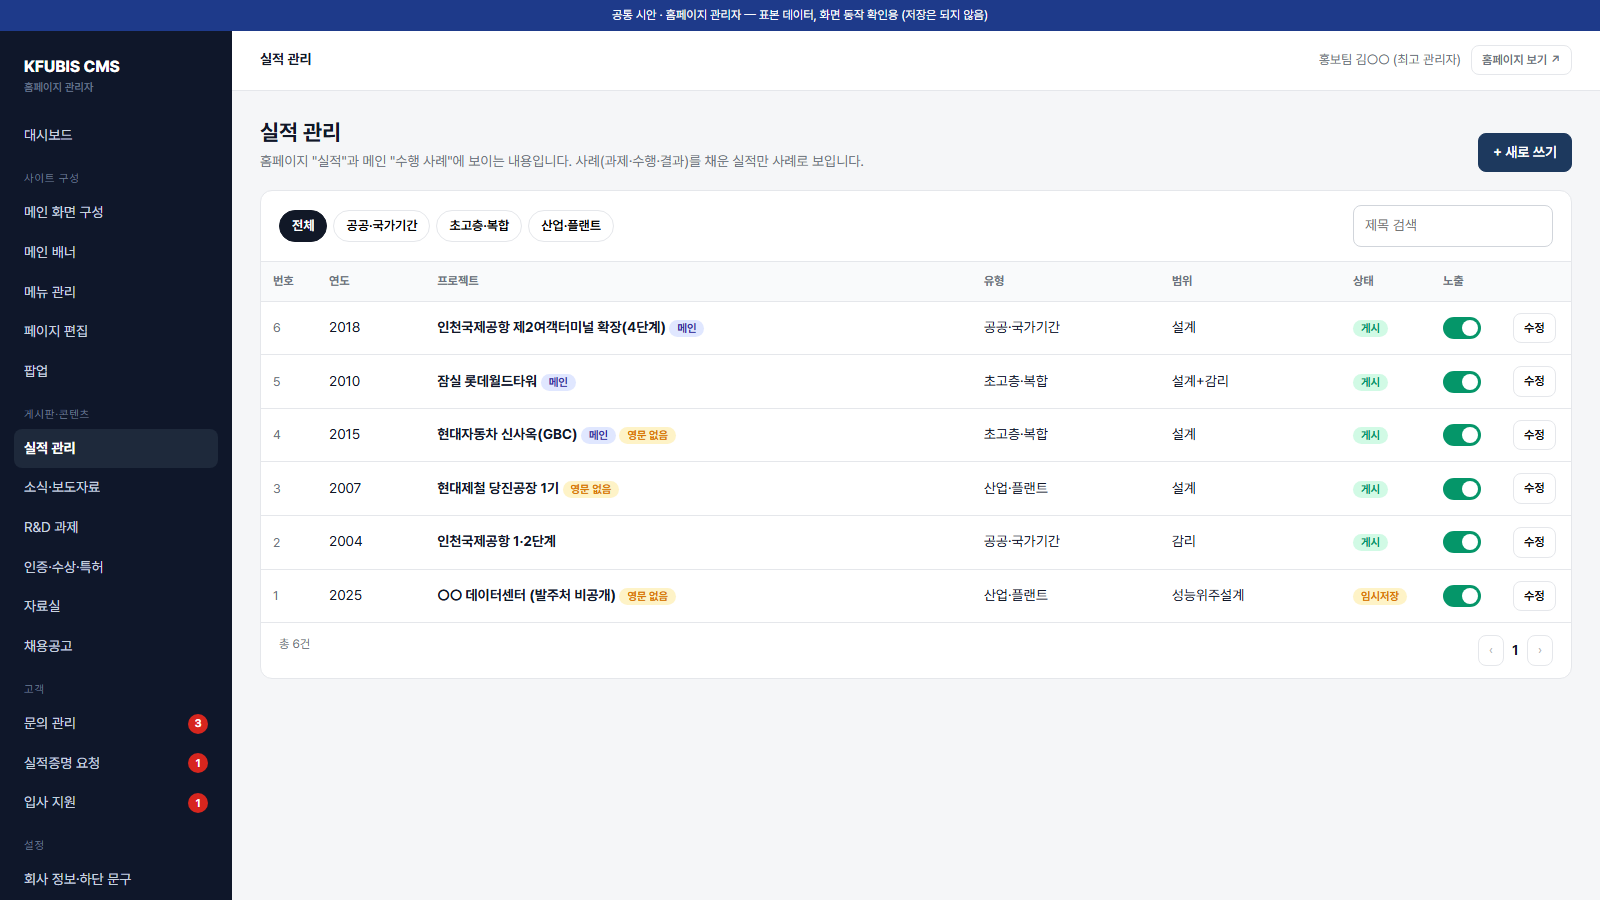 공통 시안 · 홈페이지 관리자 — 표본 데이터, 화면 동작 확인용 (저장은 되지 않음)
KFUBIS CMS
홈페이지 관리자
대시보드
사이트 구성
메인 화면 구성
메인 배너
메뉴 관리
페이지 편집
팝업
게시판·콘텐츠
실적 관리
소식·보도자료
R&D 과제
인증·수상·특허
자료실
채용공고
고객
문의 관리 3
실적증명 요청 1
입사 지원 1
설정
회사 정보·하단 문구
실적 관리
홍보팀 김〇〇 (최고 관리자) 홈페이지 보기 ↗
실적 관리
홈페이지 "실적"과 메인 "수행 사례"에 보이는 내용입니다. 사례(과제·수행·결과)를 채운 실적만 사례로 보입니다.
+ 새로 쓰기
전체 공공·국가기간 초고층·복합 산업·플랜트 제목 검색
번호 연도 프로젝트 유형 범위 상태 노출
6 2018 인천국제공항 제2여객터미널 확장(4단계) 메인 공공·국가기간 설계 게시 수정
5 2010 잠실 롯데월드타워 메인 초고층·복합 설계+감리 게시 수정
4 2015 현대자동차 신사옥(GBC) 메인 영문 없음 초고층·복합 설계 게시 수정
3 2007 현대제철 당진공장 1기 영문 없음 산업·플랜트 설계 게시 수정
2 2004 인천국제공항 1·2단계 공공·국가기간 감리 게시 수정
1 2025 〇〇 데이터센터 (발주처 비공개) 영문 없음 산업·플랜트 성능위주설계 임시저장 수정
총 6건
‹ 1 ›